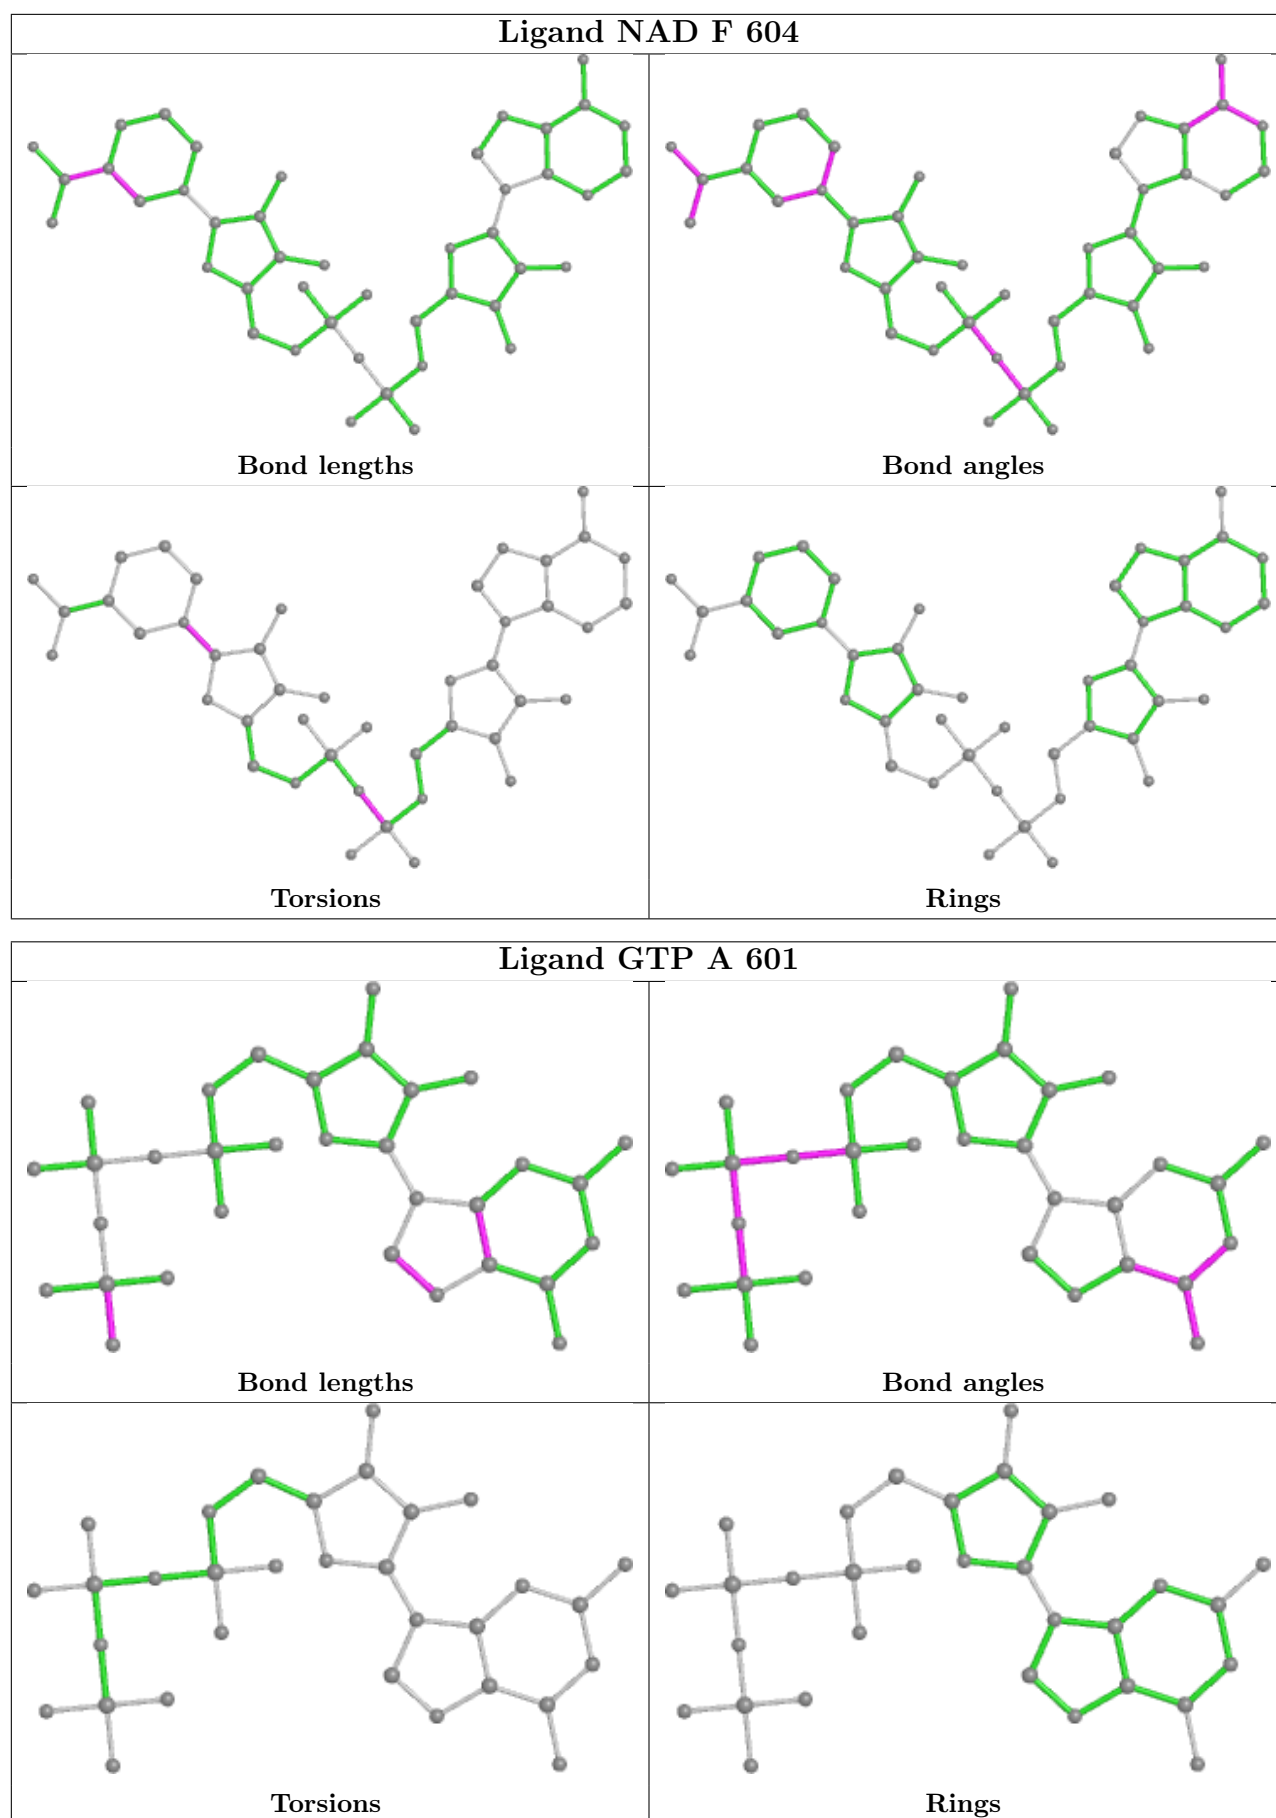 Ligand NAD F 604
Bond lengths
Bond angles
Torsions
Rings
Ligand GTP A 601
Bond lengths
Bond angles
Torsions
Rings